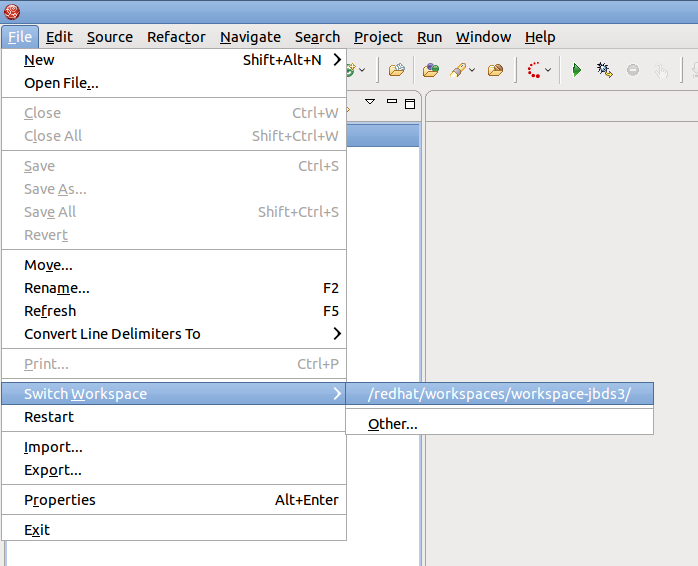 File Edit Source Refactor Navigate Search Project Run Window Help
New Shift+Alt+N
Open File...
Close Ctrl+W
Close All Shift+Ctrl+W
Save Ctrl+S
Save As...
Save All Shift+Ctrl+S
Revert
Move...
Rename... F2
Refresh F5
Convert Line Delimiters To
Print... Ctrl+P
Switch Workspace /redhat/workspaces/workspace-jbds3/
Restart Other...
Import...
Export...
Properties Alt+Enter
Exit